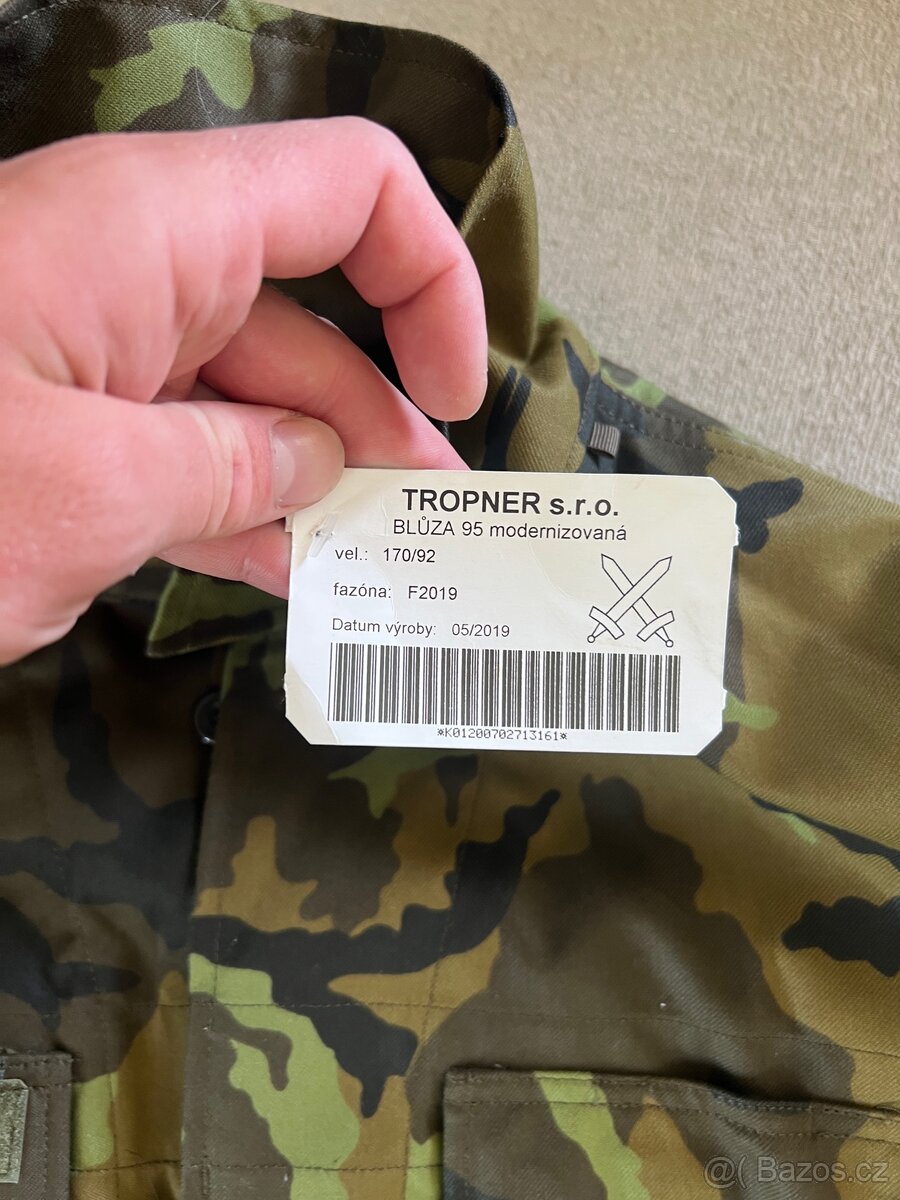 TROPNER s.r.o.
BLŮZA 95 modernizovaná
vel.: 170/92
fazóna: F2019
Datum výroby: 05/2019
*K01200702713161*
@( Bazos.cz